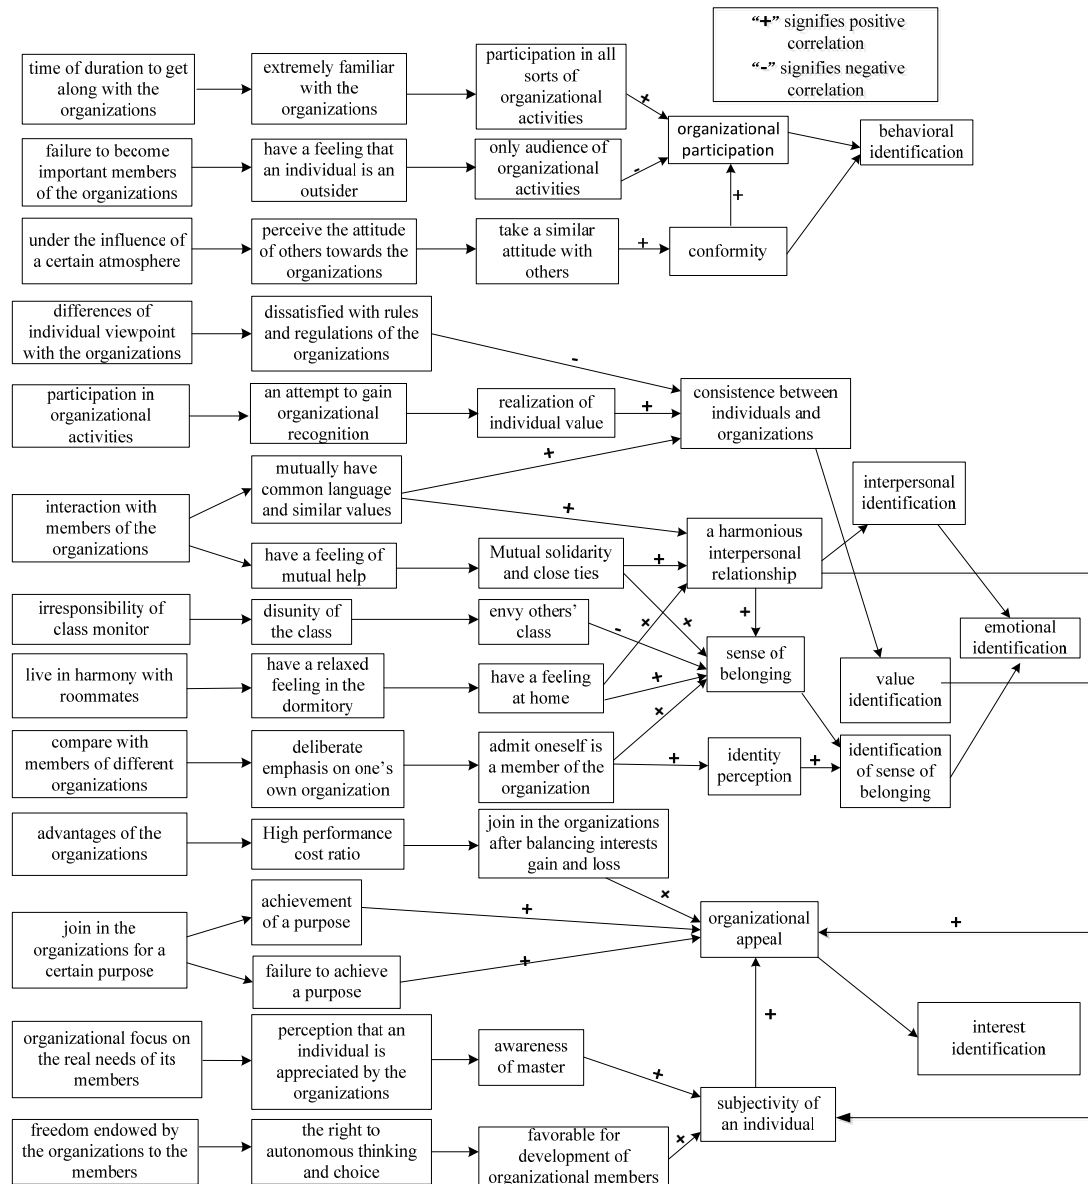 “+” signifies positive
correlation
“-” signifies negative
correlation
time of duration to get
along with the
organizations
extremely familiar
with the
organizations
participation in all
sorts of
organizational
activities
+
organizational
participation
behavioral
identification
failure to become
important members
of the organizations
have a feeling that
an individual is an
outsider
only audience of
organizational
activities
-
+
under the influence of
a certain atmosphere
perceive the attitude
of others towards the
organizations
take a similar
attitude with
others
+
conformity
differences of
individual viewpoint
with the organizations
dissatisfied with rules
and regulations of the
organizations
-
participation in
organizational
activities
an attempt to gain
organizational
recognition
realization of
individual value
+
consistence between
individuals and
organizations
interaction with
members of the
organizations
mutually have
common language
and similar values
+
+
interpersonal
identification
have a feeling of
mutual help
Mutual solidarity
and close ties
+
+
a harmonious
interpersonal
relationship
+
irresponsibility of
class monitor
disunity of
the class
envy others’
class
-
sense of
belonging
emotional
identification
live in harmony with
roommates
have a relaxed
feeling in the
dormitory
have a feeling
at home
+
+
value
identification
compare with
members of different
organizations
deliberate
emphasis on one’s
own organization
admit oneself is
a member of the
organization
+
+
identity
perception
+
identification
of sense of
belonging
advantages of the
organizations
High performance
cost ratio
join in the organizations
after balancing interests
gain and loss
+
join in the
organizations for a
certain purpose
achievement
of a purpose
+
failure to achieve
a purpose
+
organizational
appeal
+
+
interest
identification
organizational focus on
the real needs of its
members
perception that an
individual is
appreciated by the
organizations
awareness
of master
+
subjectivity of
an individual
freedom endowed by
the organizations to the
members
the right to
autonomous thinking
and choice
favorable for
development of
organizational members
+